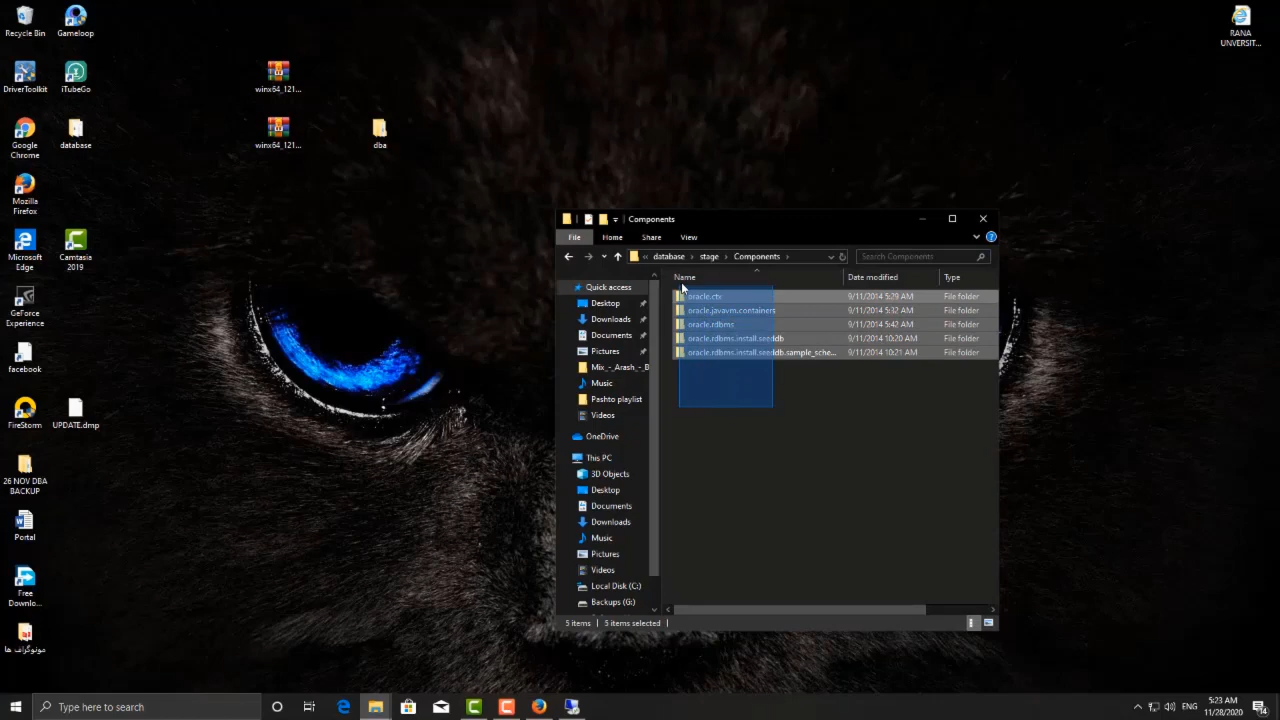 Recycle Bin
Gameloop
DriverToolkit
iTubeGo
Google
Chrome
database
Mozilla
Firefox
Microsoft
Edge
Camtasia
2019
GeForce
Experience
facebook
FireStorm
UPDATE.dmp
26 NOV DBA
BACKUP
Portal
Free
Downlo...
مونوگراف ها
winx64_121...
winx64_121...
dba
RANA
UNVERSIT...
Components
File
Home
Share
View
« database › stage › Components ›
Search Components
Name
Date modified
Type
oracle.ctx 9/11/2014 5:29 AM File folder
oracle.javavm.containers 9/11/2014 5:32 AM File folder
oracle.rdbms 9/11/2014 5:42 AM File folder
oracle.rdbms.install.seeddb 9/11/2014 10:20 AM File folder
oracle.rdbms.install.seeddb.sample_sche... 9/11/2014 10:21 AM File folder
Quick access
Desktop
Downloads
Documents
Pictures
Mix_-_Arash_-_B
Music
Pashto playlist
Videos
OneDrive
This PC
3D Objects
Desktop
Documents
Downloads
Music
Pictures
Videos
Local Disk (C:)
Backups (G:)
5 items
5 items selected
Type here to search
ENG
5:23 AM
11/28/2020
14